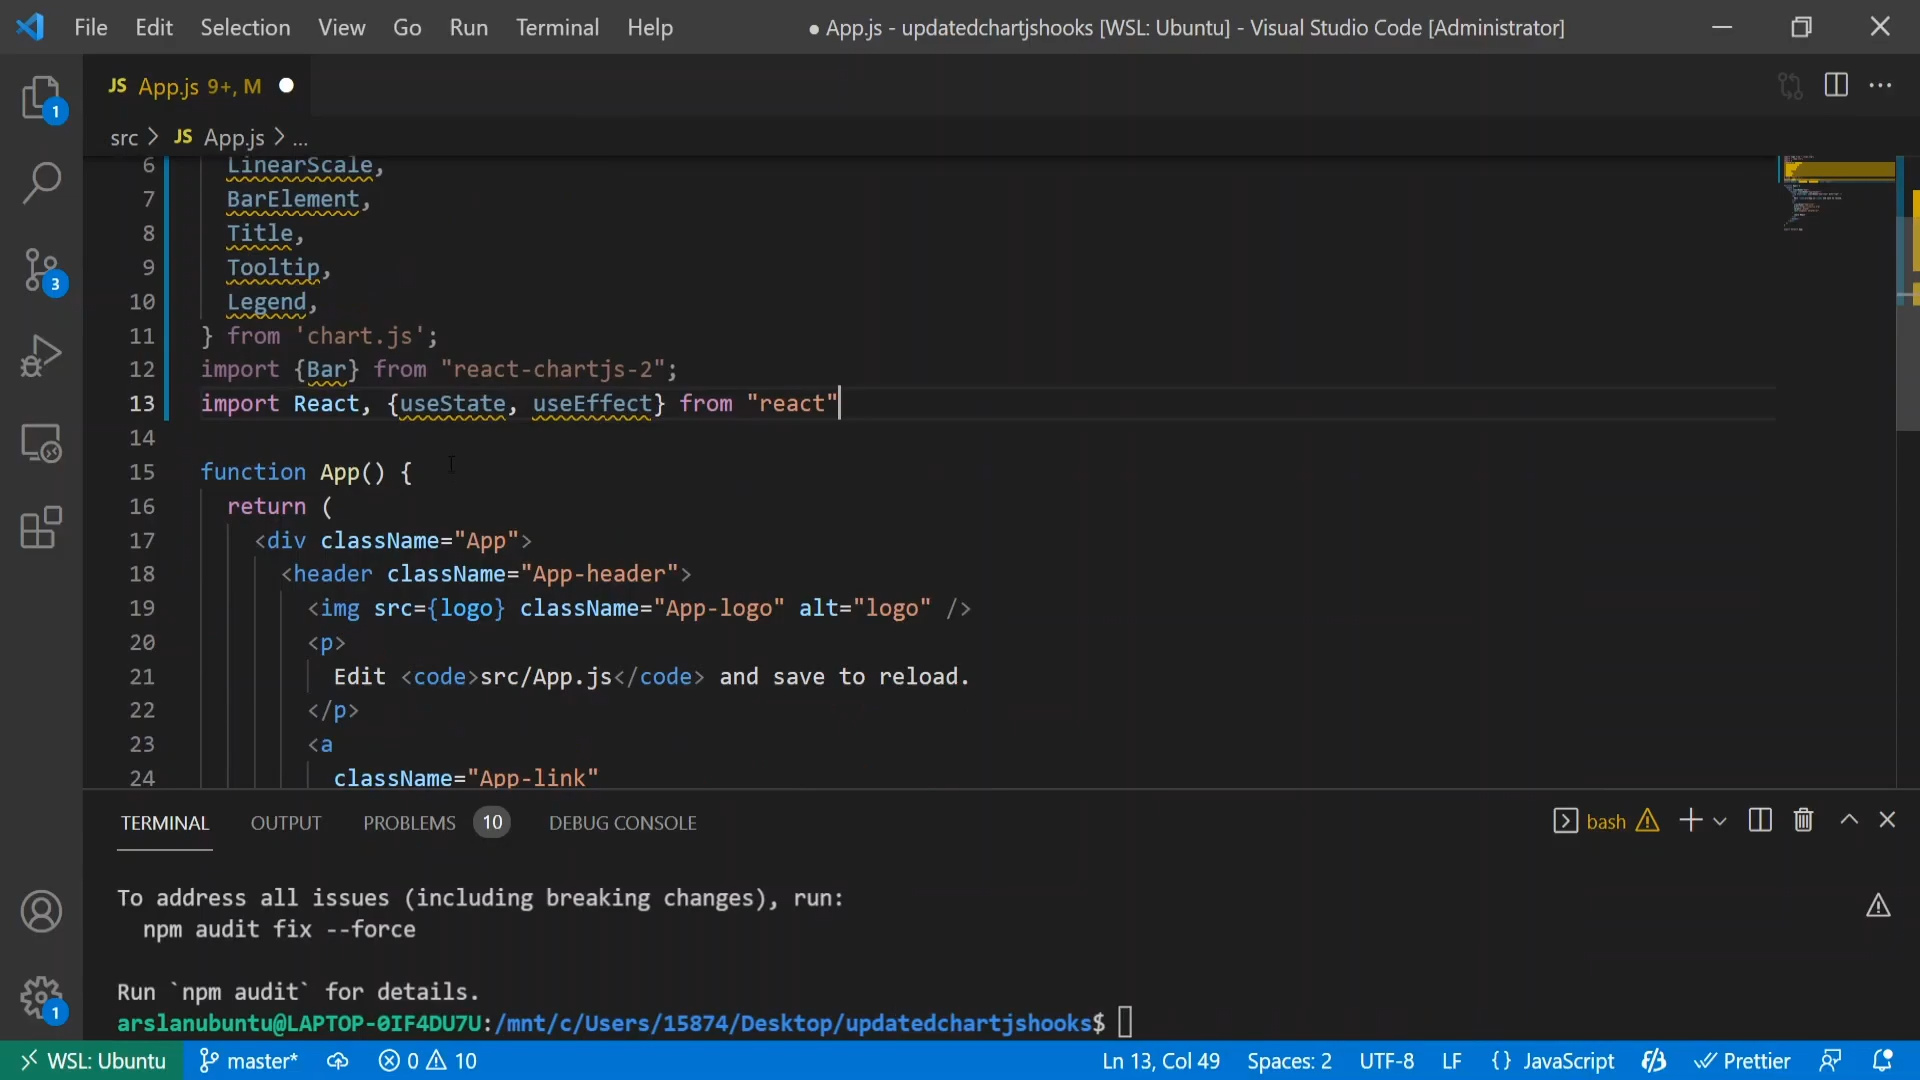 File Edit Selection View Go Run Terminal Help ● App.js - updatedchartjshooks [WSL: Ubuntu] - Visual Studio Code [Administrator]
JS App.js 9+, M
src > JS App.js > ...
6 LinearScale,
7 BarElement,
8 Title,
9 Tooltip,
10 Legend,
11 } from 'chart.js';
12 import {Bar} from "react-chartjs-2";
13 import React, {useState, useEffect} from "react"
14
15 function App() {
16 return (
17 <div className="App">
18 <header className="App-header">
19 <img src={logo} className="App-logo" alt="logo" />
20 <p>
21 Edit <code>src/App.js</code> and save to reload.
22 </p>
23 <a
24 className="App-link"
1
3
1
TERMINAL OUTPUT PROBLEMS 10 DEBUG CONSOLE bash
To address all issues (including breaking changes), run:
npm audit fix --force
Run `npm audit` for details.
arslanubuntu@LAPTOP-0IF4DU7U:/mnt/c/Users/15874/Desktop/updatedchartjshooks$
WSL: Ubuntu master* 0 10 Ln 13, Col 49 Spaces: 2 UTF-8 LF {} JavaScript Prettier